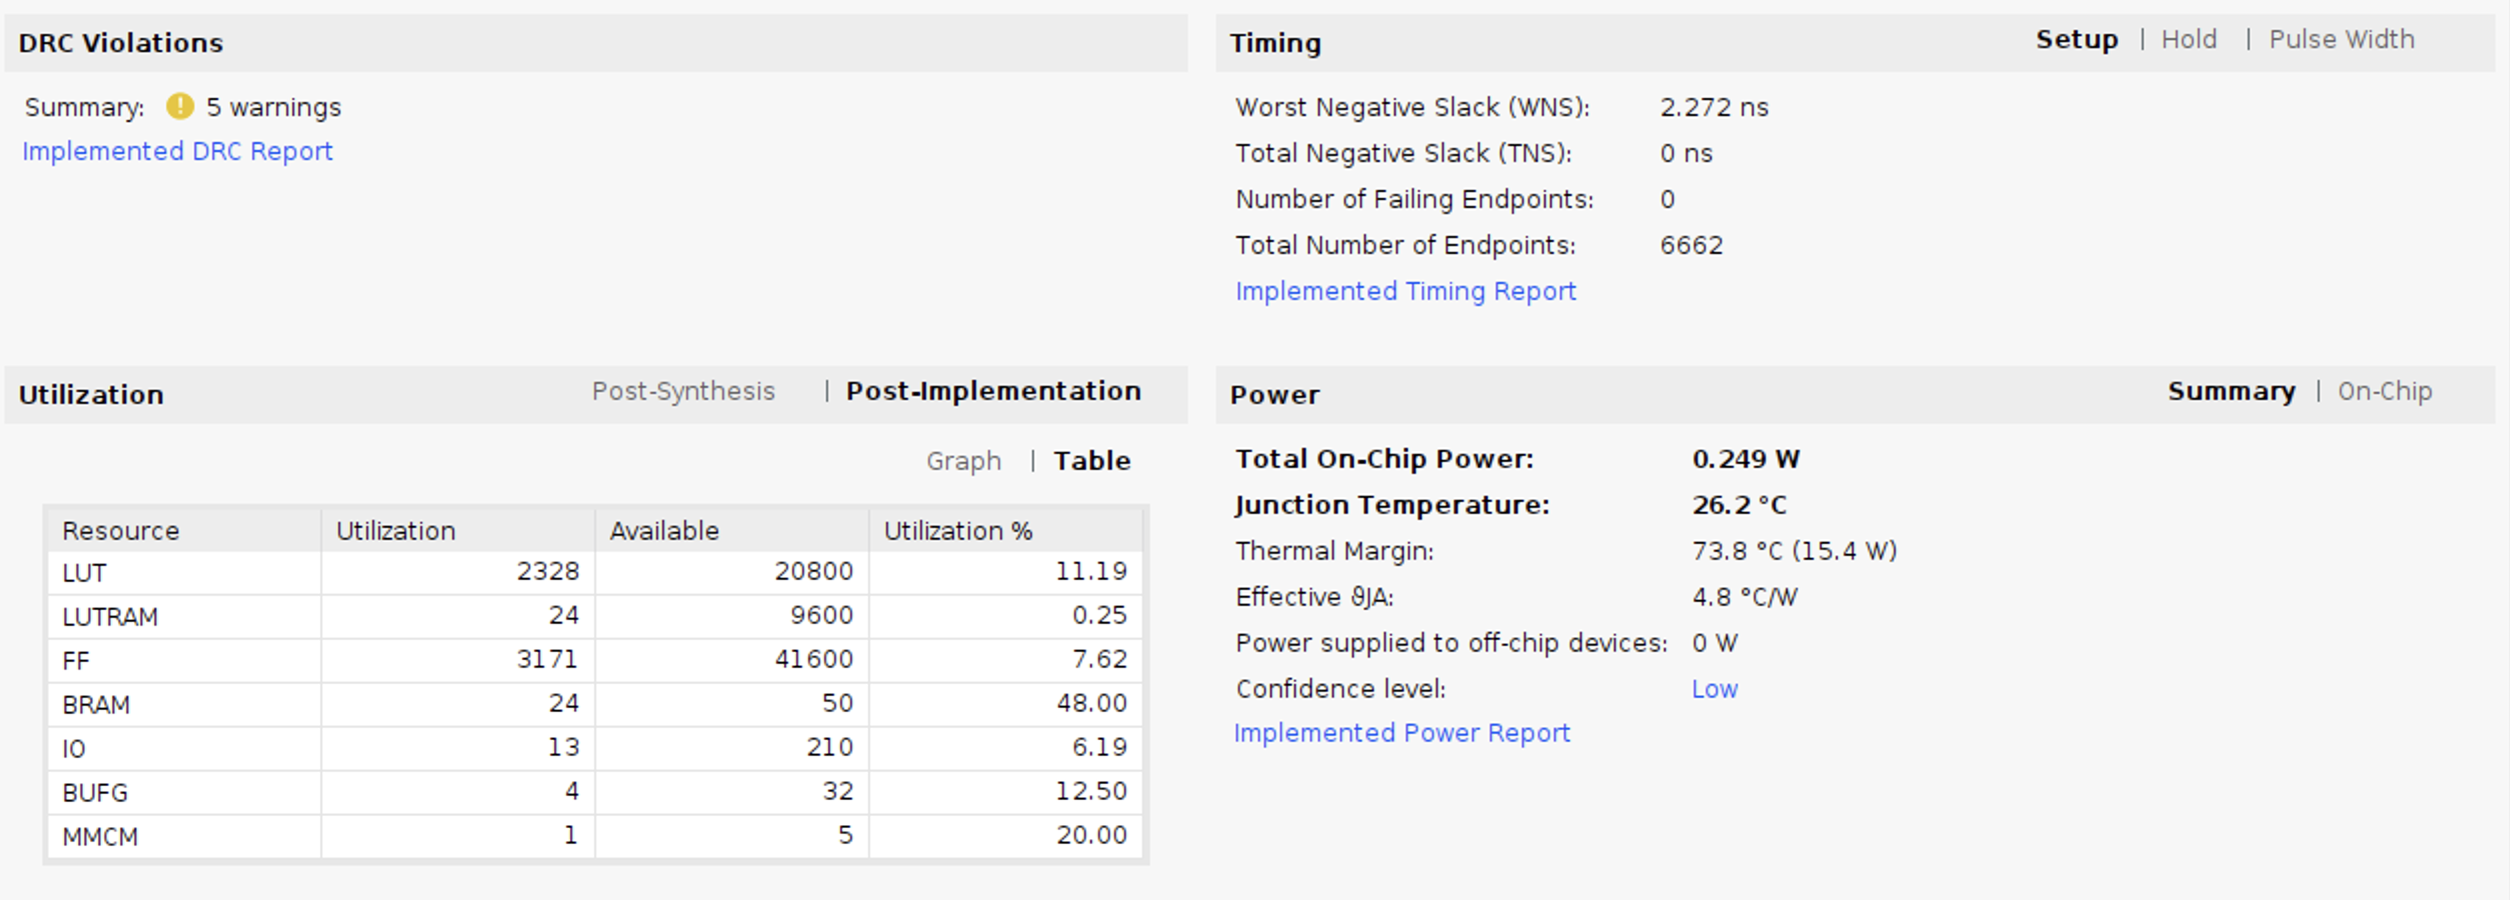 DRC Violations
Summary: 5 warnings
Implemented DRC Report
Timing Setup | Hold | Pulse Width
Worst Negative Slack (WNS): 2.272 ns
Total Negative Slack (TNS): 0 ns
Number of Failing Endpoints: 0
Total Number of Endpoints: 6662
Implemented Timing Report
Utilization Post-Synthesis | Post-Implementation
Graph | Table
Resource Utilization Available Utilization %
LUT 2328 20800 11.19
LUTRAM 24 9600 0.25
FF 3171 41600 7.62
BRAM 24 50 48.00
IO 13 210 6.19
BUFG 4 32 12.50
MMCM 1 5 20.00
Power Summary | On-Chip
Total On-Chip Power: 0.249 W
Junction Temperature: 26.2 °C
Thermal Margin: 73.8 °C (15.4 W)
Effective ϑJA: 4.8 °C/W
Power supplied to off-chip devices: 0 W
Confidence level: Low
Implemented Power Report